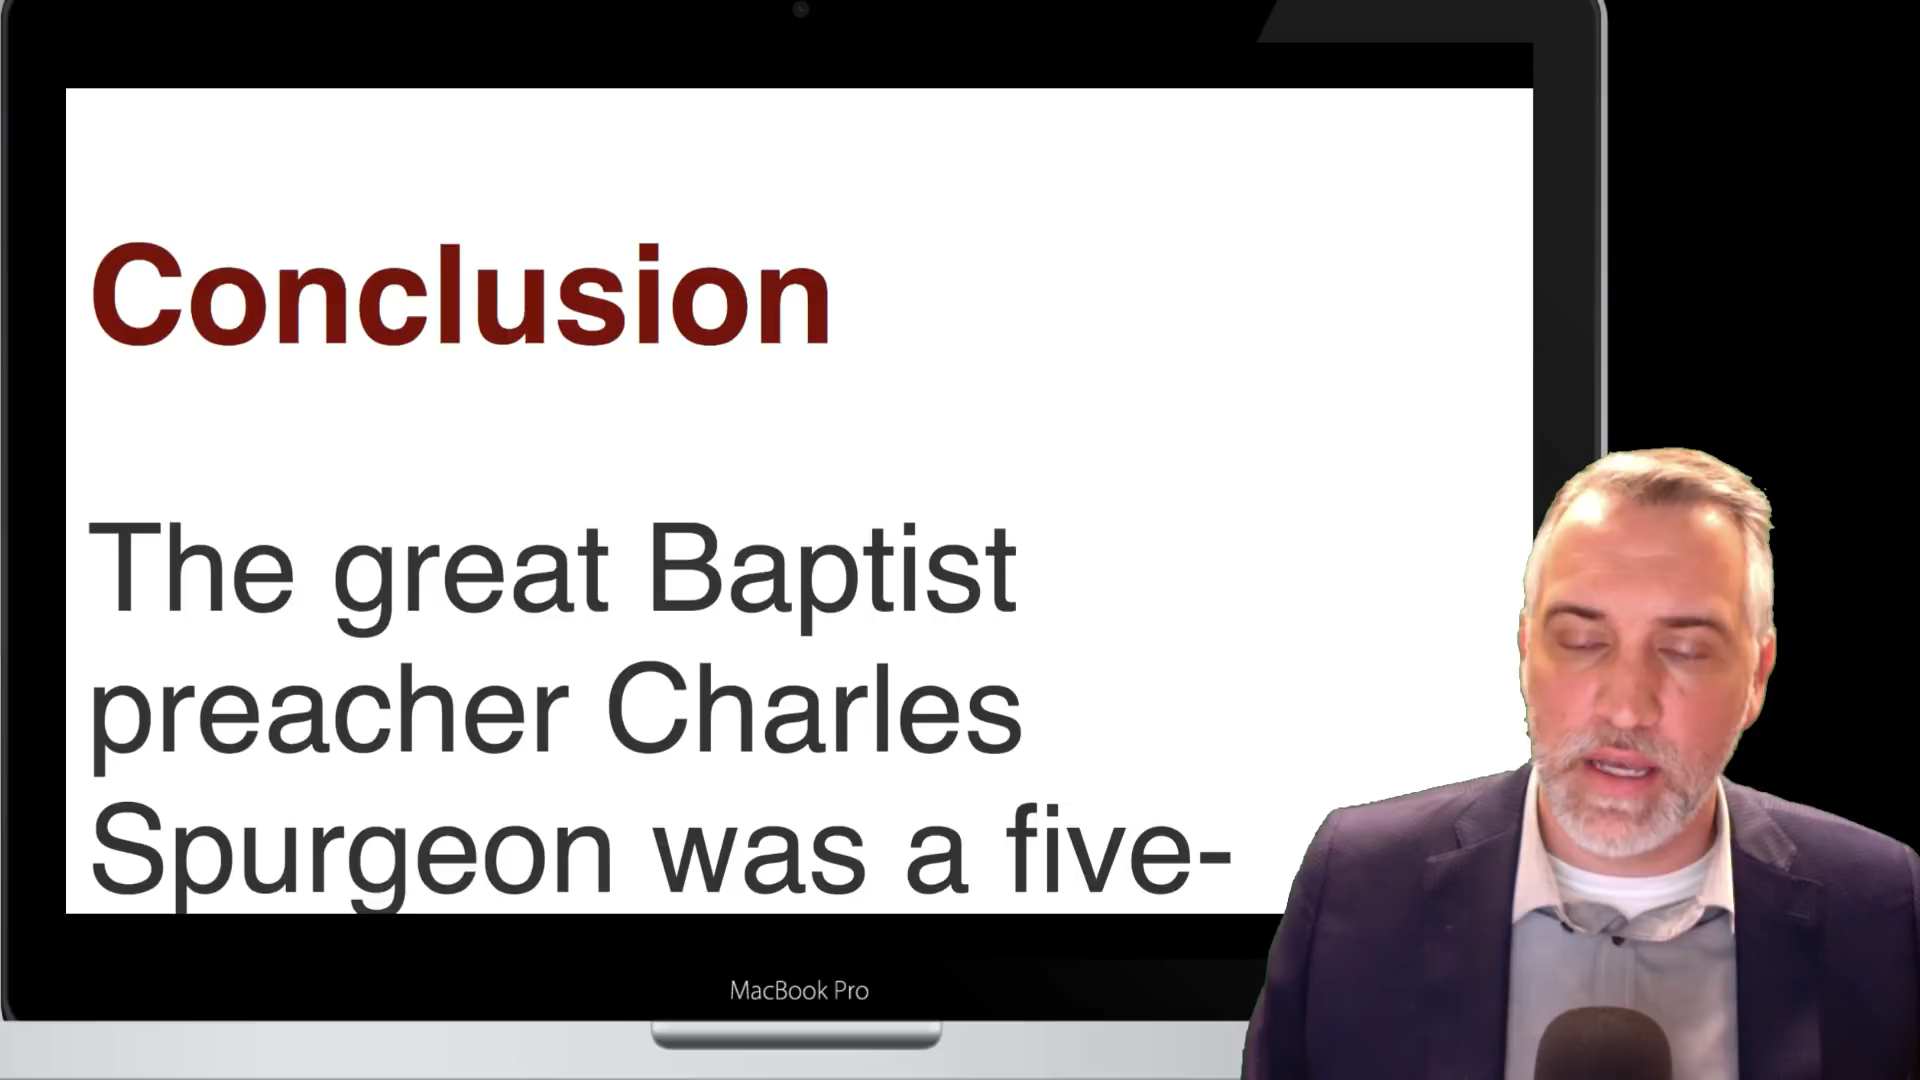 Conclusion
The great Baptist
preacher Charles
Spurgeon was a five-
MacBook Pro